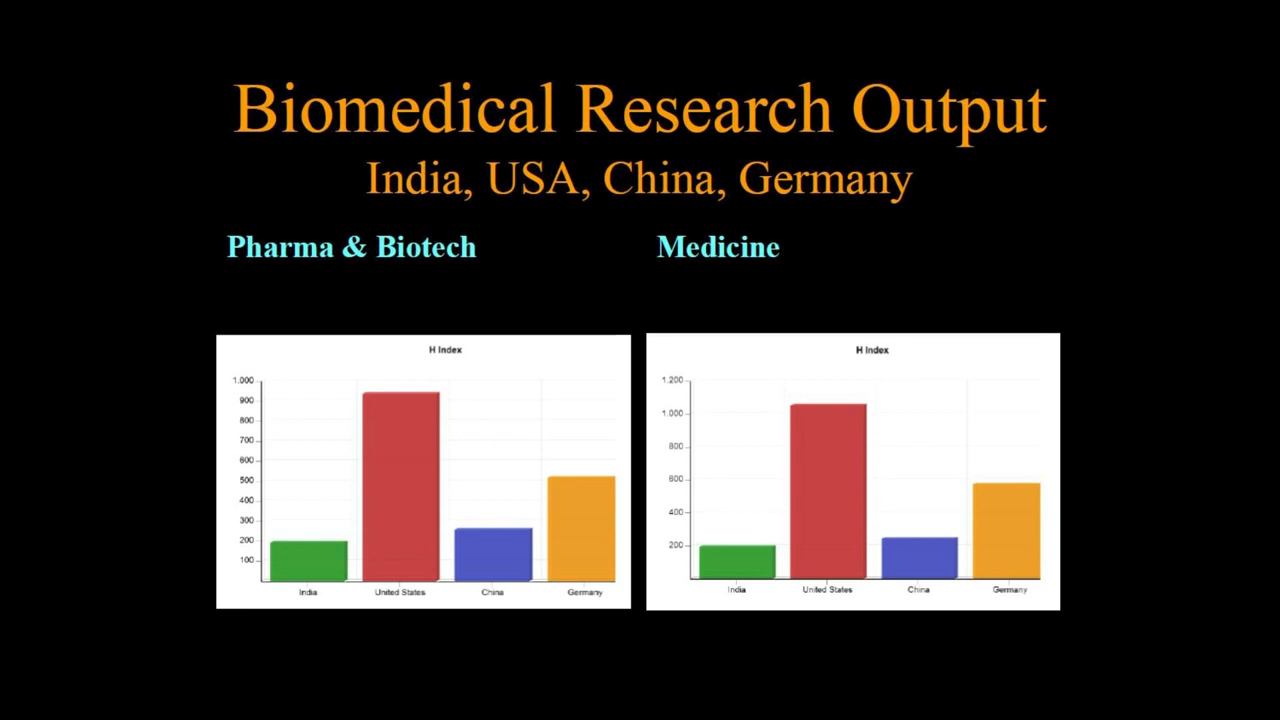 Biomedical Research Output
India, USA, China, Germany
Pharma & Biotech
Medicine
H Index
1.000
900
800
700
600
500
400
300
200
100
India United States China Germany
H Index
1.200
1.000
800
600
400
200
India United States China Germany